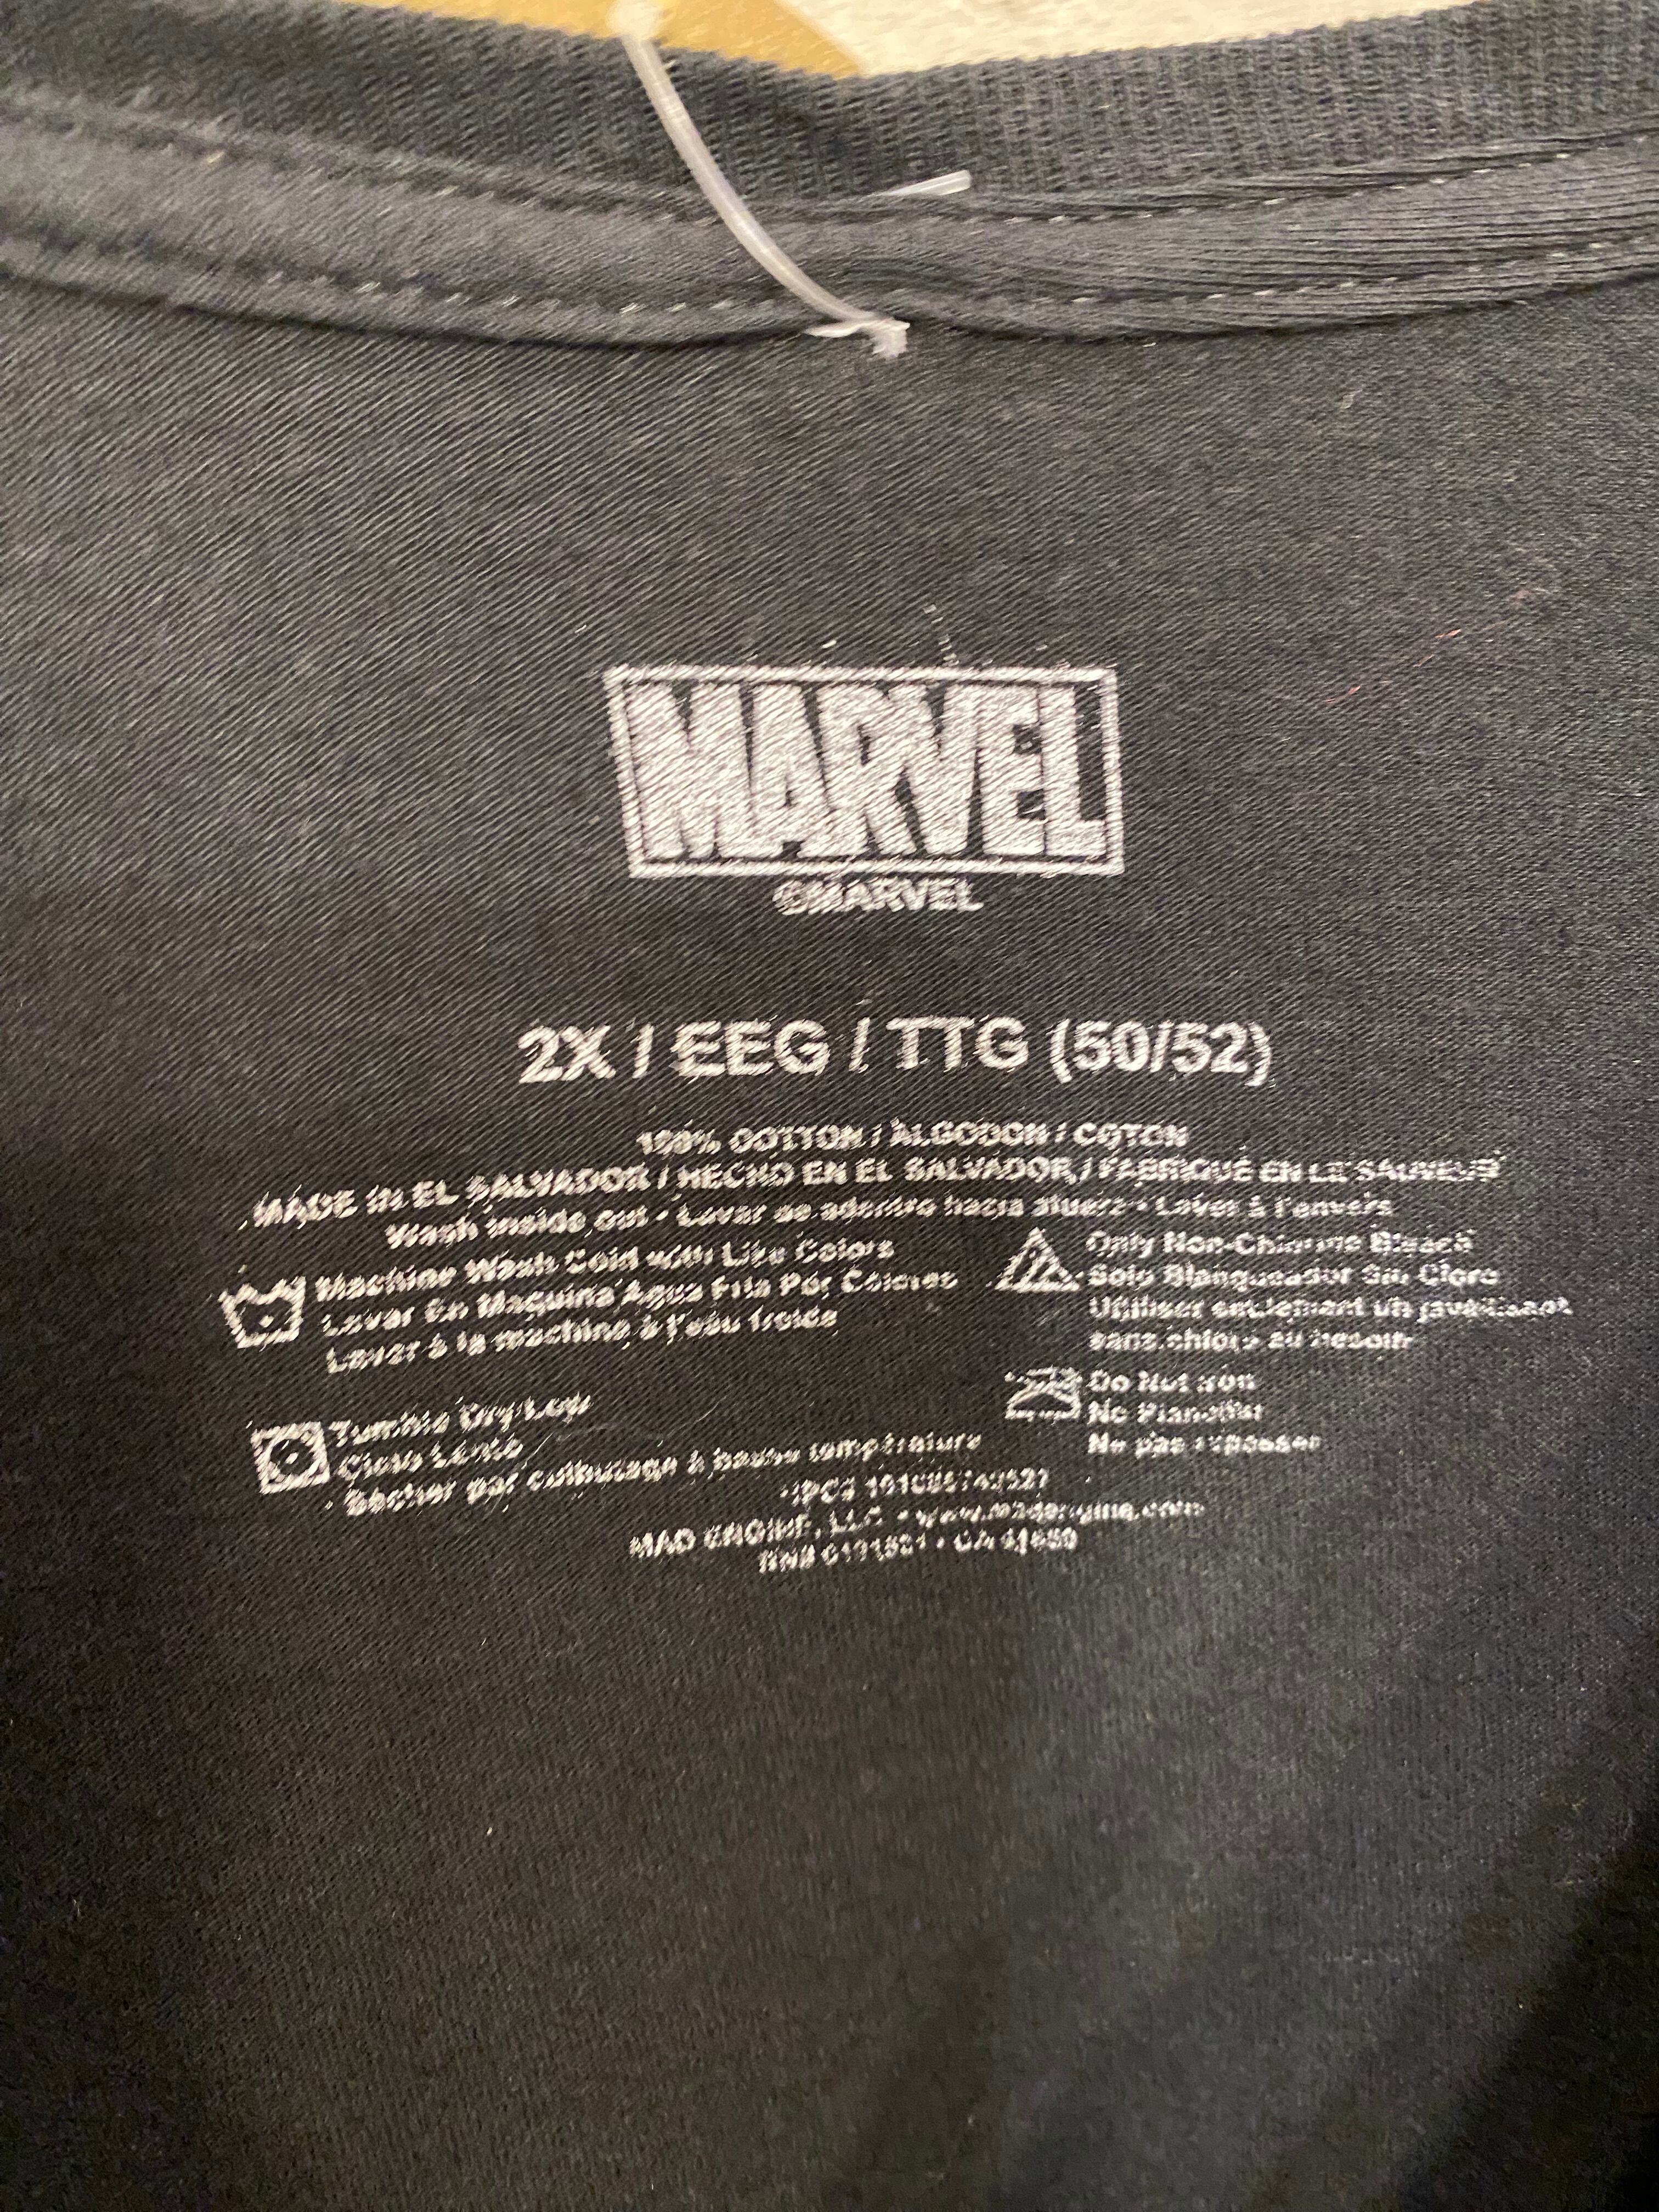 MARVEL
©MARVEL
2X / EEG / TTG (50/52)
100% COTTON / ALGODON / COTON
MADE IN EL SALVADOR / HECHO EN EL SALVADOR / FABRIQUÉ EN LE SALVEUR
Wash inside out • Lavar de adentro hacia afuera • Laver à l'envers
Machine Wash Cold with Like Colors
Lavar En Maquina Agua Fria Por Colores
Laver à la machine à l'eau froide
Only Non-Chlorine Bleach
Solo Blanqueador Sin Cloro
Utiliser seulement un javellisant
sans chlore au besoin
Tumble Dry Low
Ciclo Lento
Sécher par culbutage à basse température
Do Not Iron
No Planchar
Ne pas repasser
MAD ENGINE, LLC • www.madengine.com